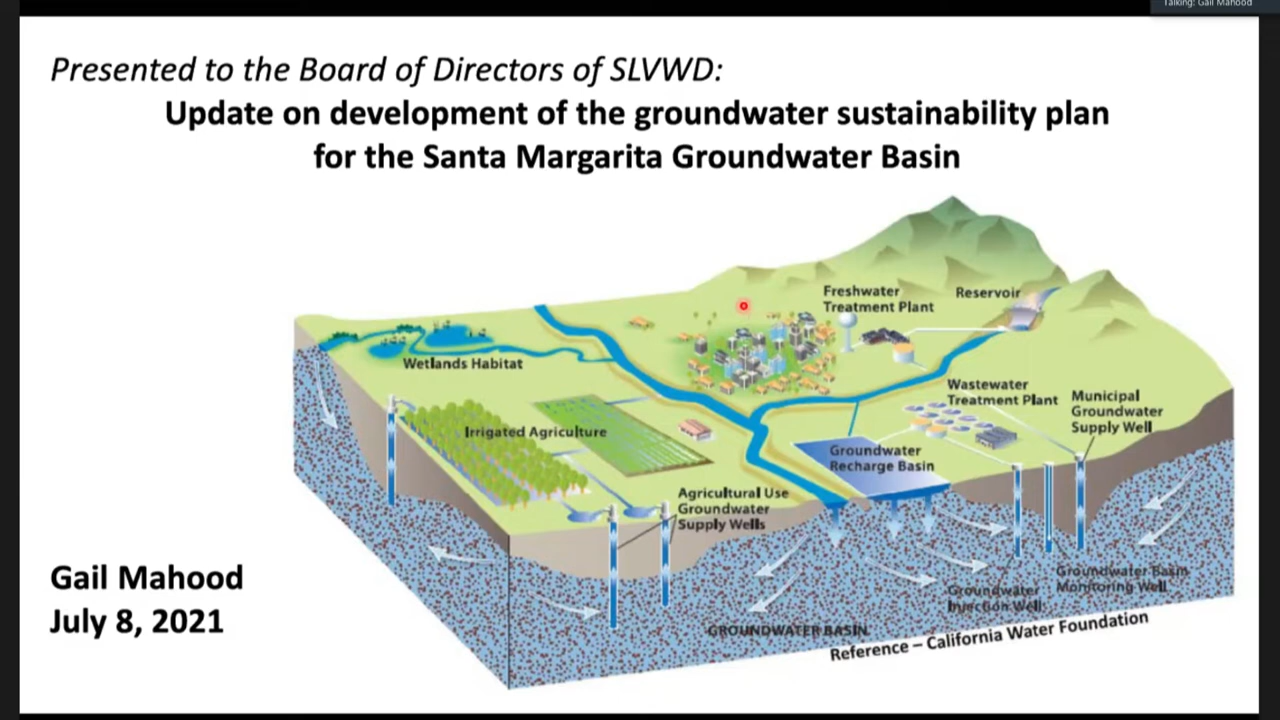 Talking: Gail Mahood
Presented to the Board of Directors of SLVWD:
Update on development of the groundwater sustainability plan
for the Santa Margarita Groundwater Basin
Freshwater
Treatment Plant
Reservoir
Wetlands Habitat
Wastewater
Treatment Plant
Municipal
Groundwater
Supply Well
Irrigated Agriculture
Groundwater
Recharge Basin
Agricultural Use
Groundwater
Supply Wells
Groundwater Basin
Monitoring Well
Groundwater
Injection Well
GROUNDWATER BASIN
Reference – California Water Foundation
Gail Mahood
July 8, 2021